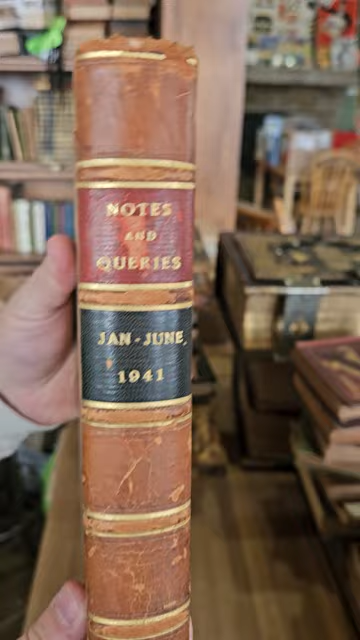 NOTES
AND
QUERIES
JAN-JUNE,
1941